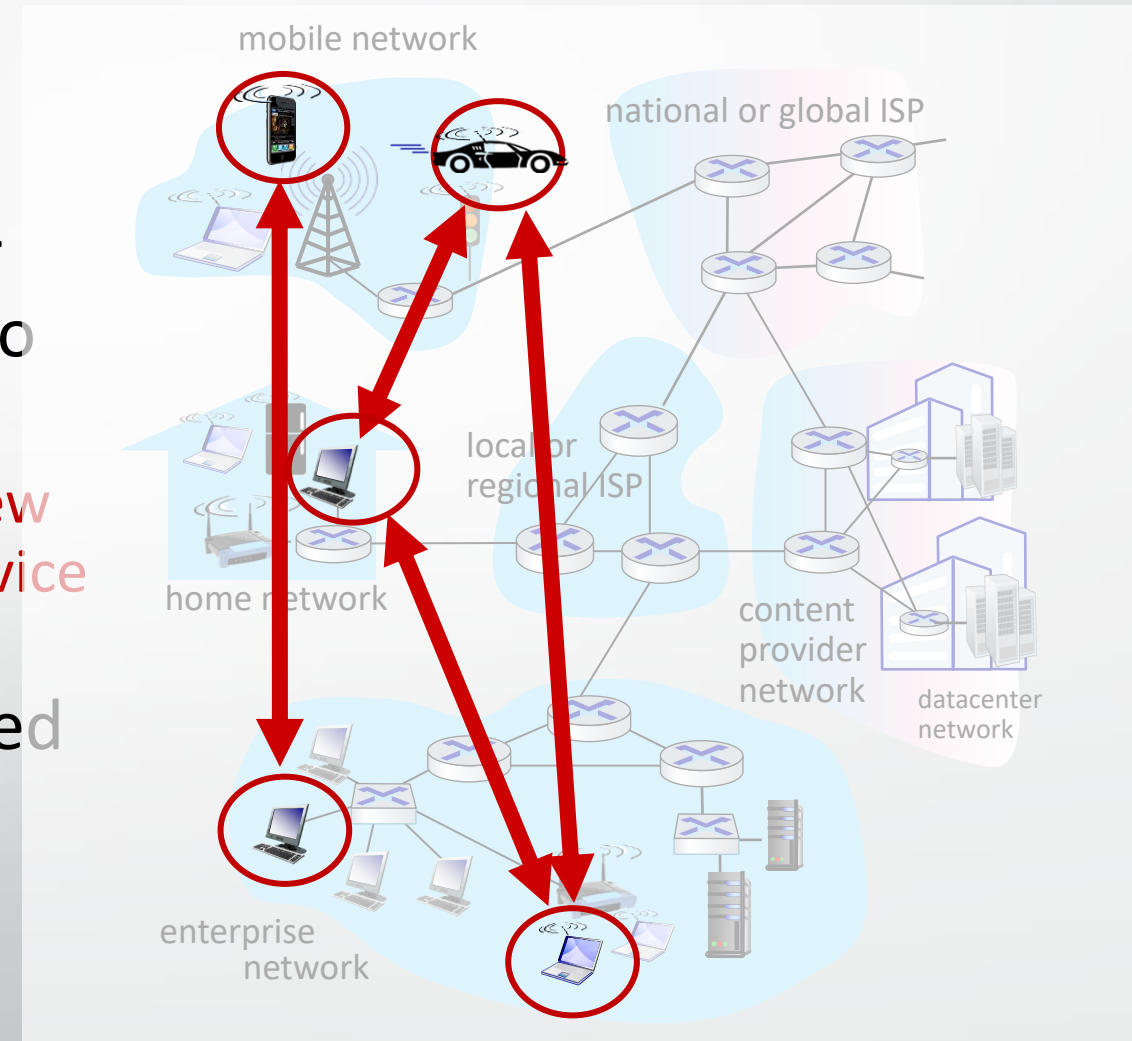 mobile network
national or global ISP
local or
regional ISP
home network
content
provider
network
datacenter
network
enterprise
network
ed